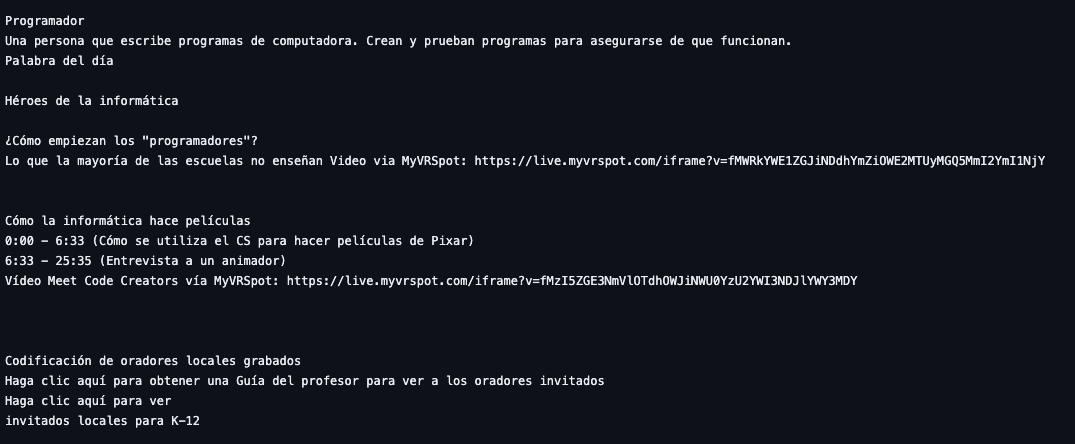 Programador
Una persona que escribe programas de computadora. Crean y prueban programas para asegurarse de que funcionan.
Palabra del día
Héroes de la informática
¿Cómo empiezan los "programadores"?
Lo que la mayoría de las escuelas no enseñan Video via MyVRSpot: https://live.myvrspot.com/iframe?v=fMWRkYWE1ZGJiNDdhYmZiOWE2MTUyMGQ5MmI2YmI1NjY
Cómo la informática hace películas
0:00 - 6:33 (Cómo se utiliza el CS para hacer películas de Pixar)
6:33 - 25:35 (Entrevista a un animador)
Vídeo Meet Code Creators vía MyVRSpot: https://live.myvrspot.com/iframe?v=fMzI5ZGE3NmVlOTdhOWJiNWU0YzU2YWI3NDJlYWY3MDY
Codificación de oradores locales grabados
Haga clic aquí para obtener una Guía del profesor para ver a los oradores invitados
Haga clic aquí para ver
invitados locales para K-12